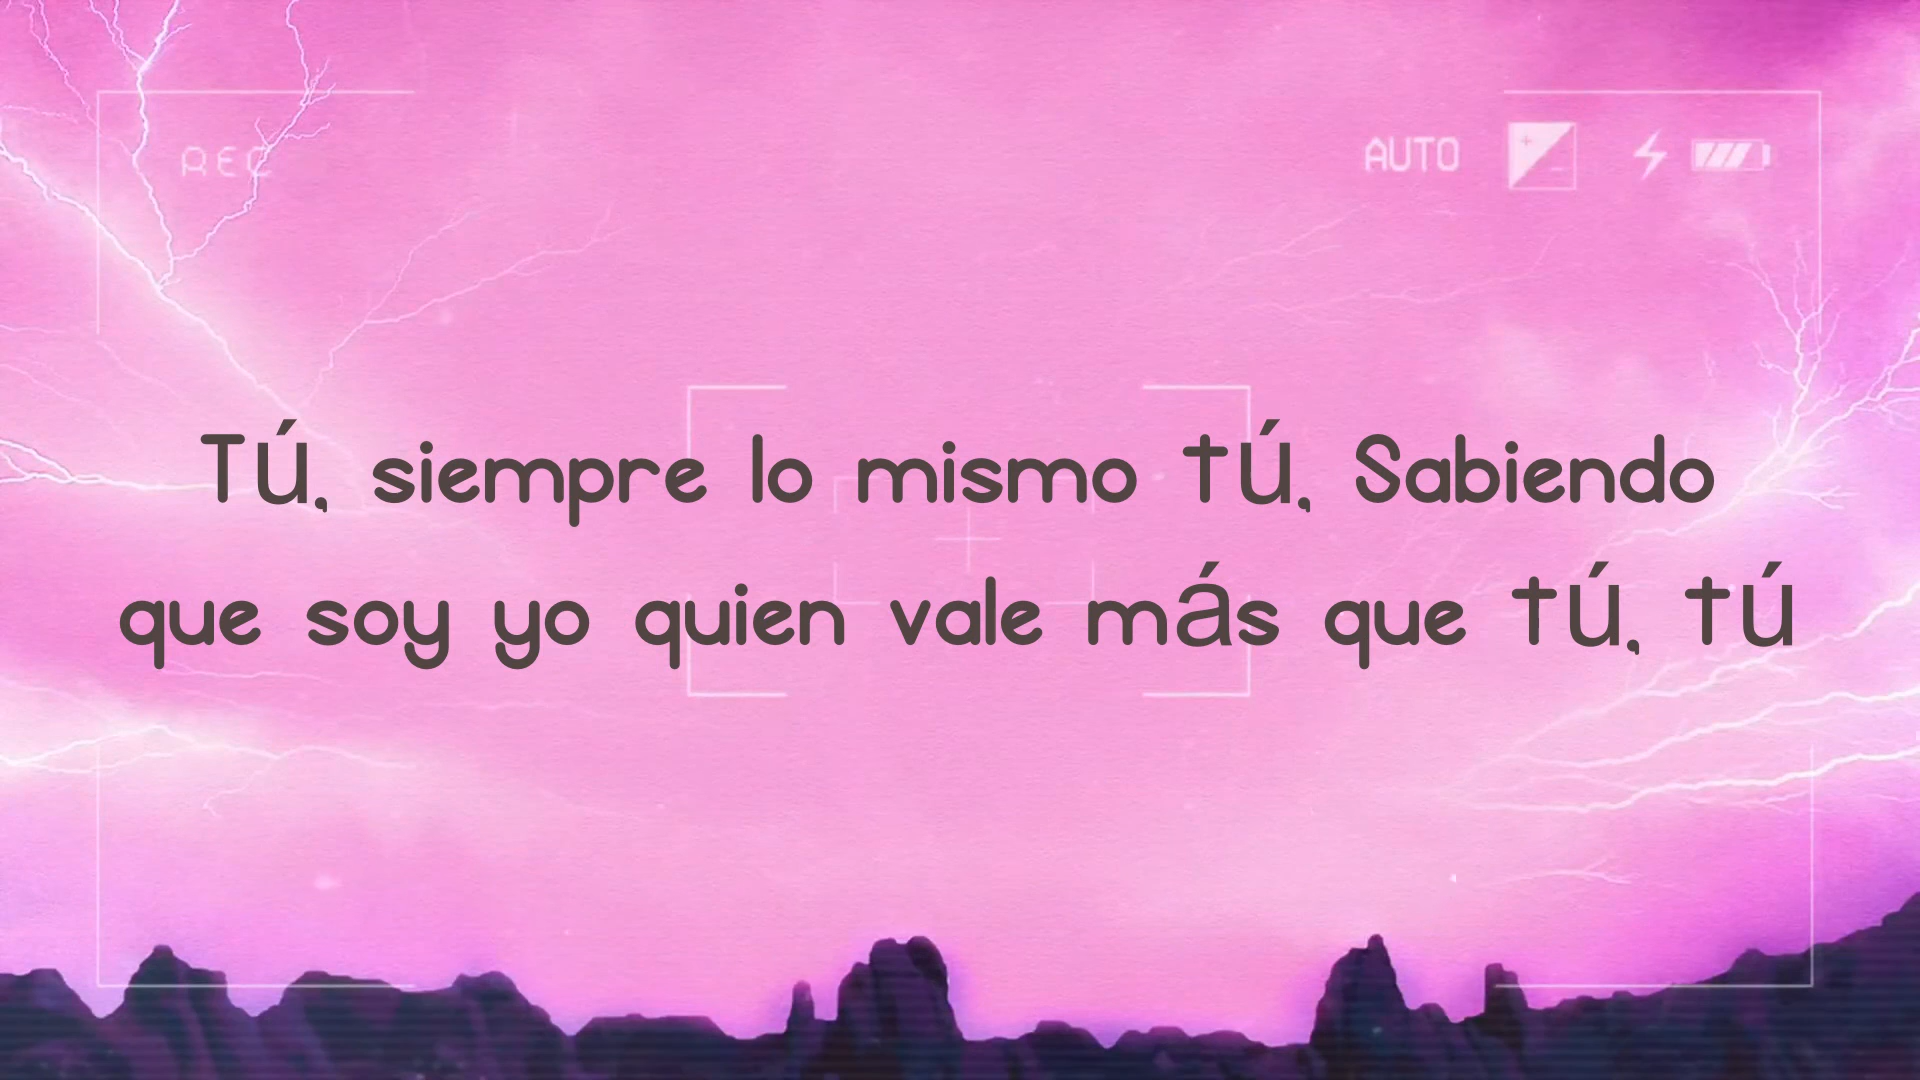 REC
AUTO
Tú, siempre lo mismo tú, Sabiendo
que soy yo quien vale más que tú, tú